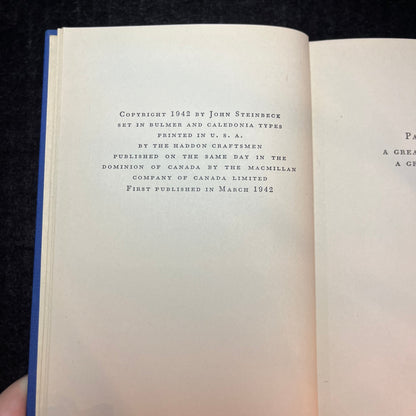 Copyright 1942 by John Steinbeck
set in bulmer and caledonia types
printed in u. s. a.
by the haddon craftsmen
published on the same day in the
dominion of canada by the macmillan
company of canada limited
First published in March 1942
a grea